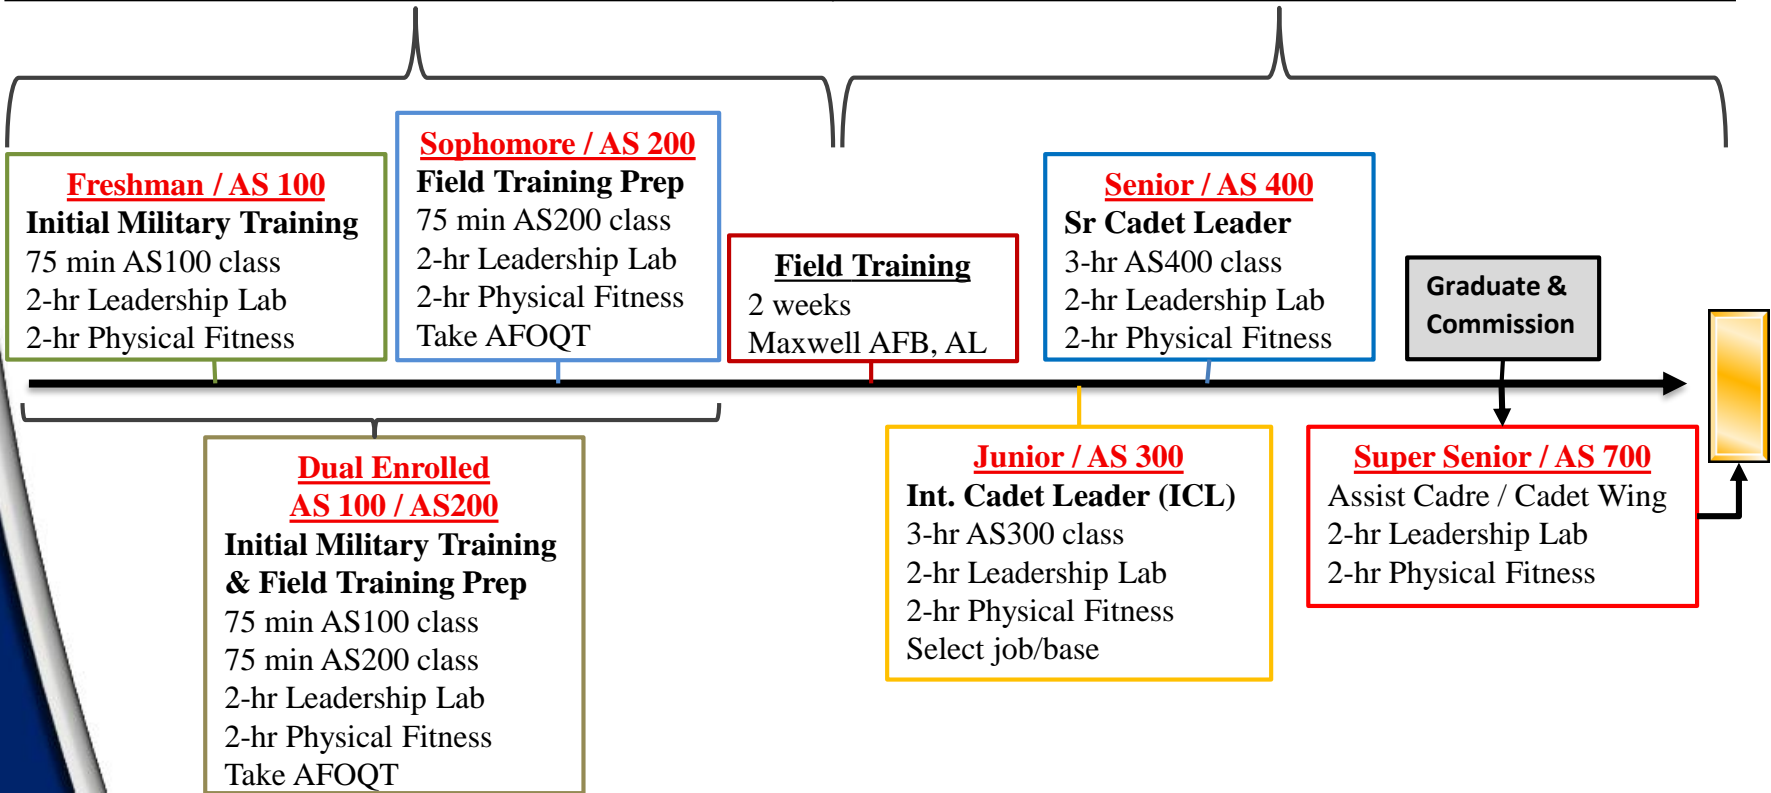 Freshman / AS 100
Initial Military Training
75 min AS100 class
2-hr Leadership Lab
2-hr Physical Fitness
Sophomore / AS 200
Field Training Prep
75 min AS200 class
2-hr Leadership Lab
2-hr Physical Fitness
Take AFOQT
Field Training
2 weeks
Maxwell AFB, AL
Senior / AS 400
Sr Cadet Leader
3-hr AS400 class
2-hr Leadership Lab
2-hr Physical Fitness
Graduate &
Commission
Dual Enrolled
AS 100 / AS200
Initial Military Training
& Field Training Prep
75 min AS100 class
75 min AS200 class
2-hr Leadership Lab
2-hr Physical Fitness
Take AFOQT
Junior / AS 300
Int. Cadet Leader (ICL)
3-hr AS300 class
2-hr Leadership Lab
2-hr Physical Fitness
Select job/base
Super Senior / AS 700
Assist Cadre / Cadet Wing
2-hr Leadership Lab
2-hr Physical Fitness